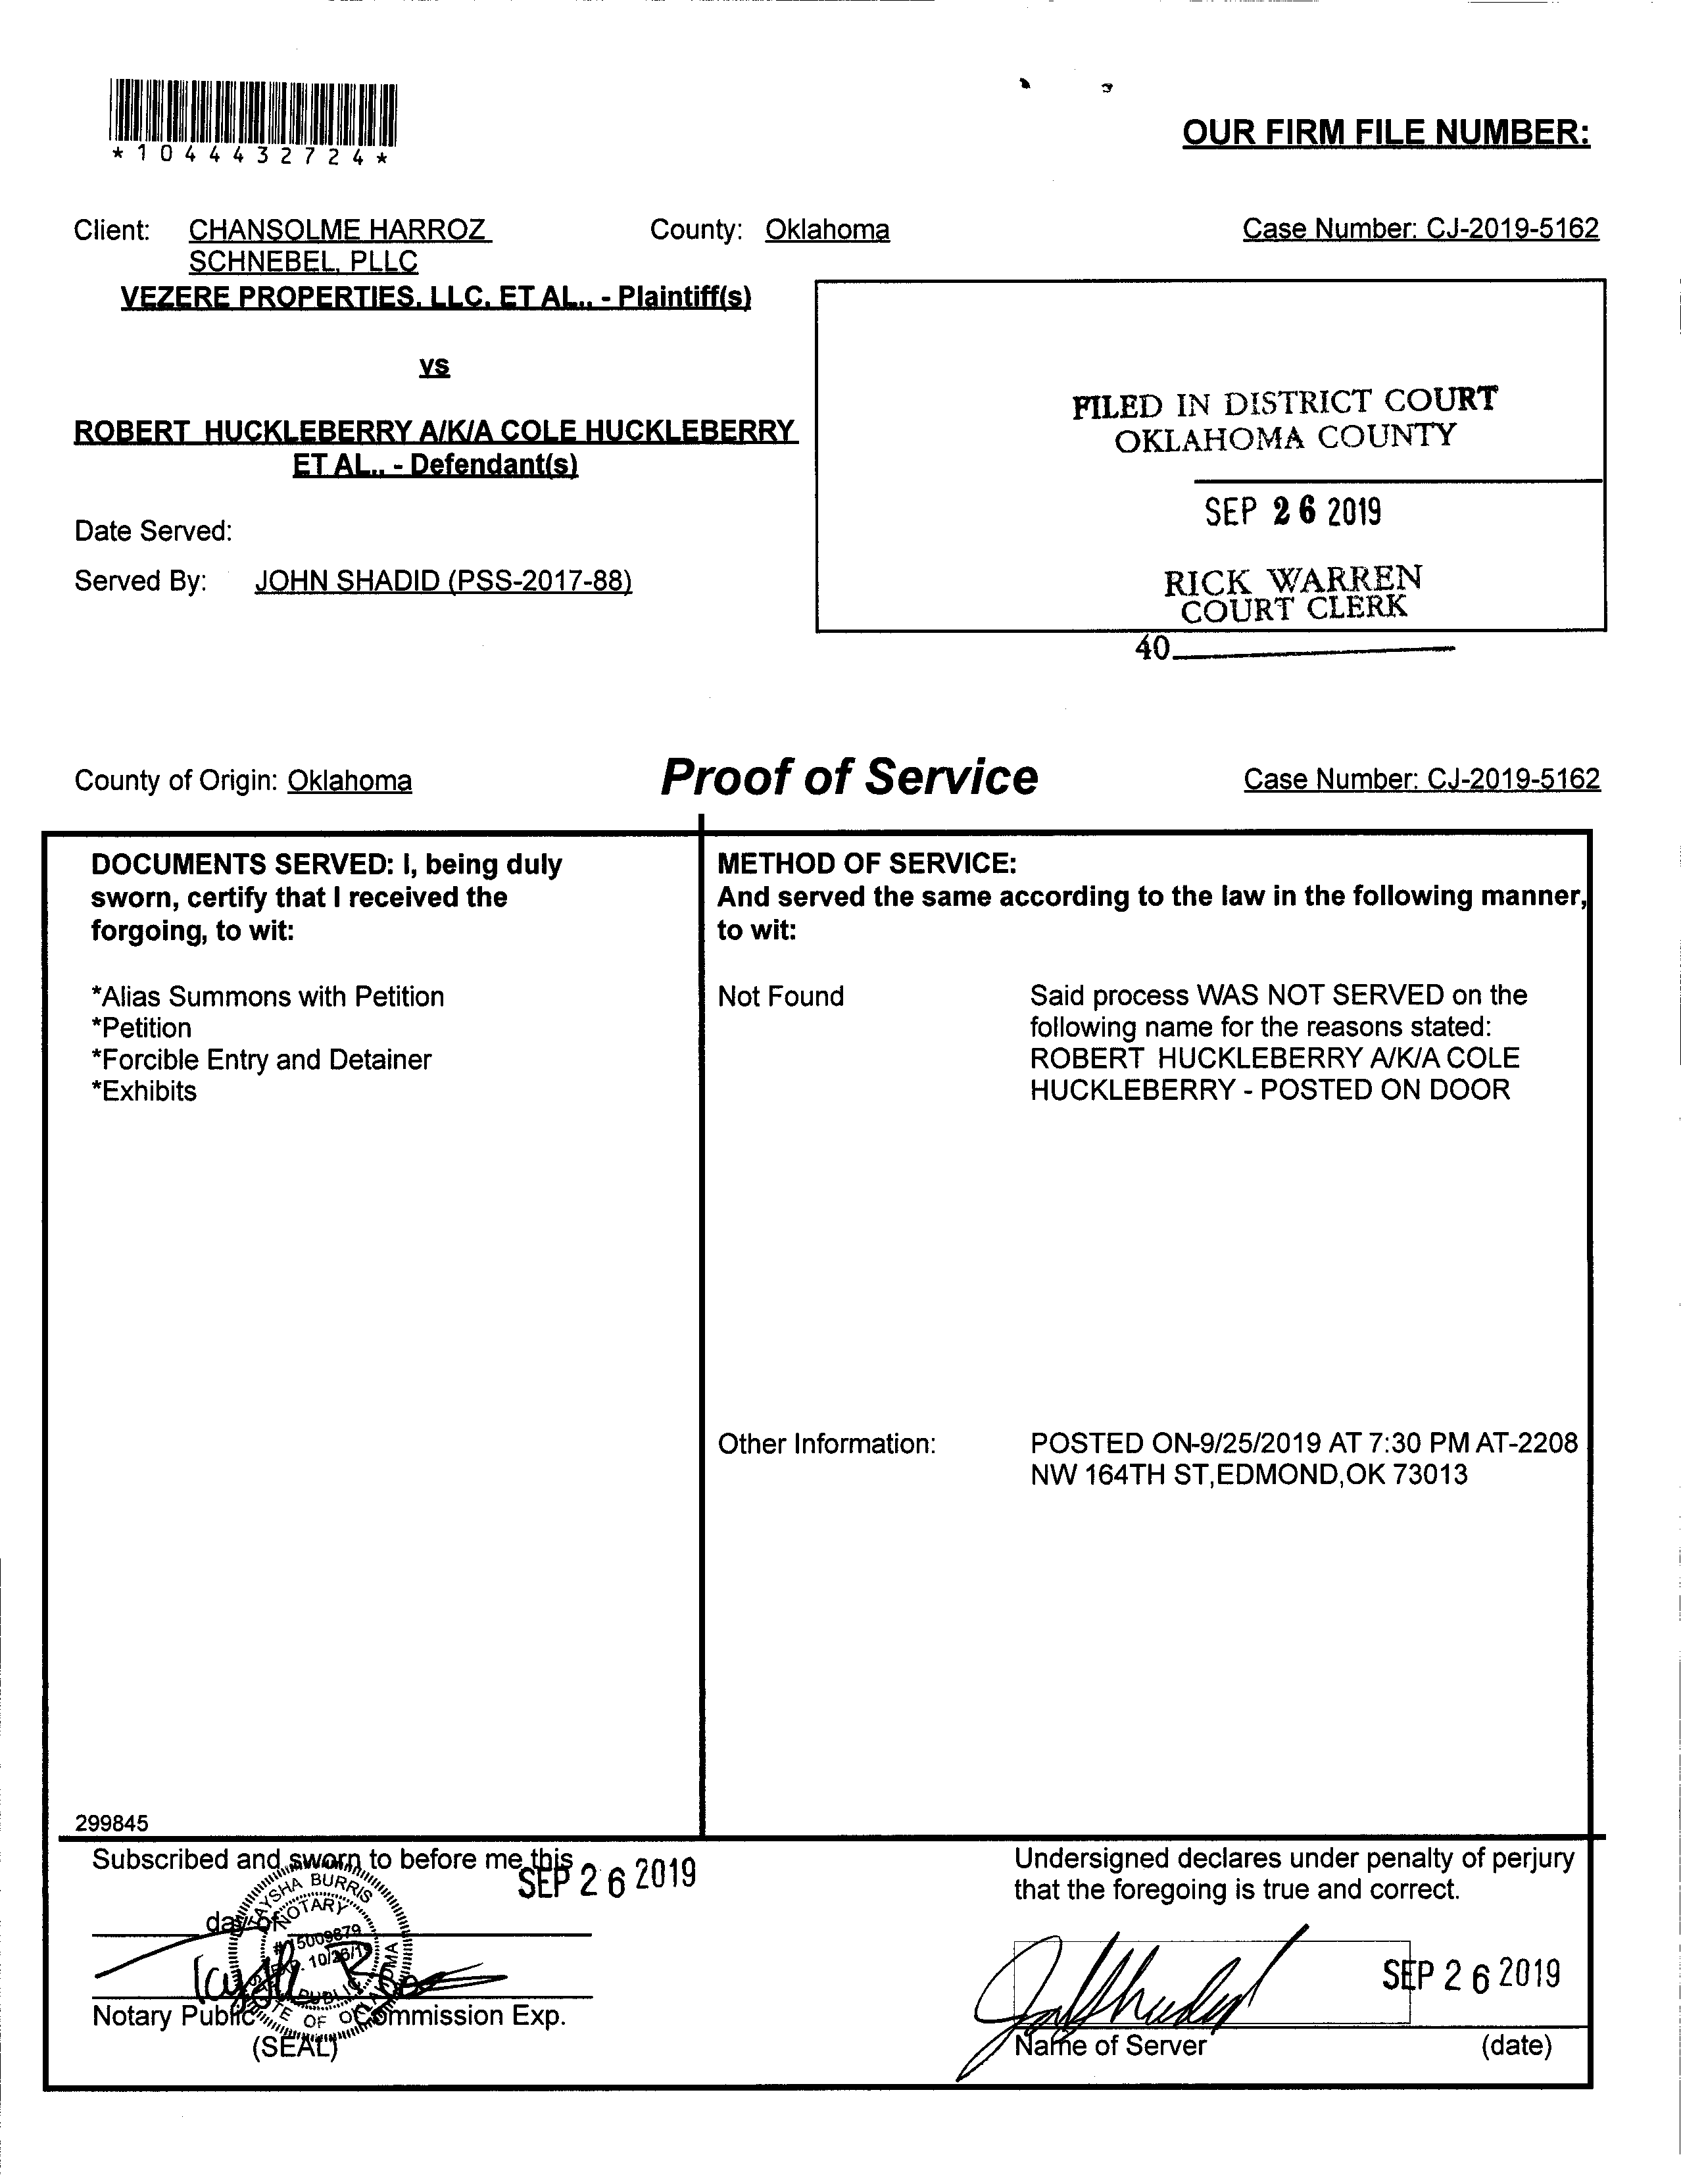 *1044432724*
OUR FIRM FILE NUMBER:
Client: CHANSOLME HARROZ SCHNEBEL, PLLC
County: Oklahoma
Case Number: CJ-2019-5162
VEZERE PROPERTIES, LLC, ET AL., - Plaintiff(s)
vs
ROBERT HUCKLEBERRY A/K/A COLE HUCKLEBERRY
ET AL., - Defendant(s)
Date Served:
Served By: JOHN SHADID (PSS-2017-88)
FILED IN DISTRICT COURT
OKLAHOMA COUNTY
SEP 26 2019
RICK WARREN
COURT CLERK
40
County of Origin: Oklahoma
Proof of Service
Case Number: CJ-2019-5162
DOCUMENTS SERVED: I, being duly
sworn, certify that I received the
forgoing, to wit:
*Alias Summons with Petition
*Petition
*Forcible Entry and Detainer
*Exhibits
METHOD OF SERVICE:
And served the same according to the law in the following manner,
to wit:
Not Found
Said process WAS NOT SERVED on the
following name for the reasons stated:
ROBERT HUCKLEBERRY A/K/A COLE
HUCKLEBERRY - POSTED ON DOOR
Other Information:
POSTED ON-9/25/2019 AT 7:30 PM AT-2208
NW 164TH ST,EDMOND,OK 73013
299845
Subscribed and sworn to before me this
SEP 26 2019
day of
TAYSHA BURRIS
NOTARY
#15009879
EXP. 10/26/19
PUBLIC
STATE OF OKLAHOMA
Notary Public Commission Exp.
(SEAL)
Undersigned declares under penalty of perjury
that the foregoing is true and correct.
SEP 26 2019
Name of Server
(date)